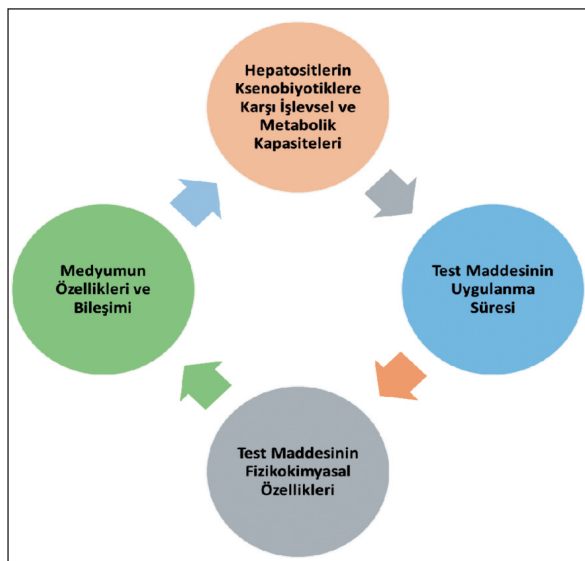 Hepatositlerin
Ksenobiyotiklere
Karşı İşlevsel ve
Metabolik
Kapasiteleri
Test Maddesinin
Uygulanma
Süresi
Test Maddesinin
Fizikokimyasal
Özellikleri
Medyumun
Özellikleri ve
Bileşimi